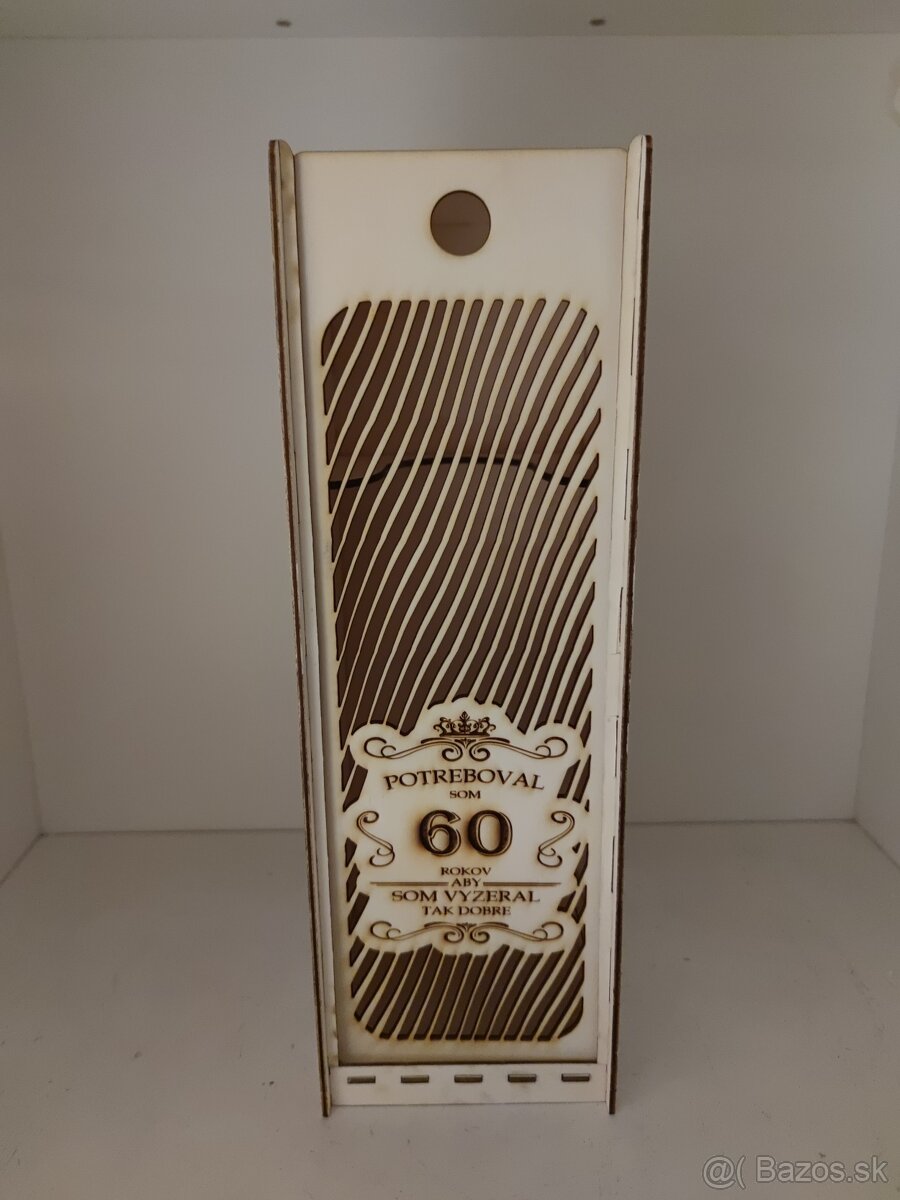 POTREBOVAL
SOM
60
ROKOV
ABY
SOM VYZERAL
TAK DOBRE
@( Bazos.sk